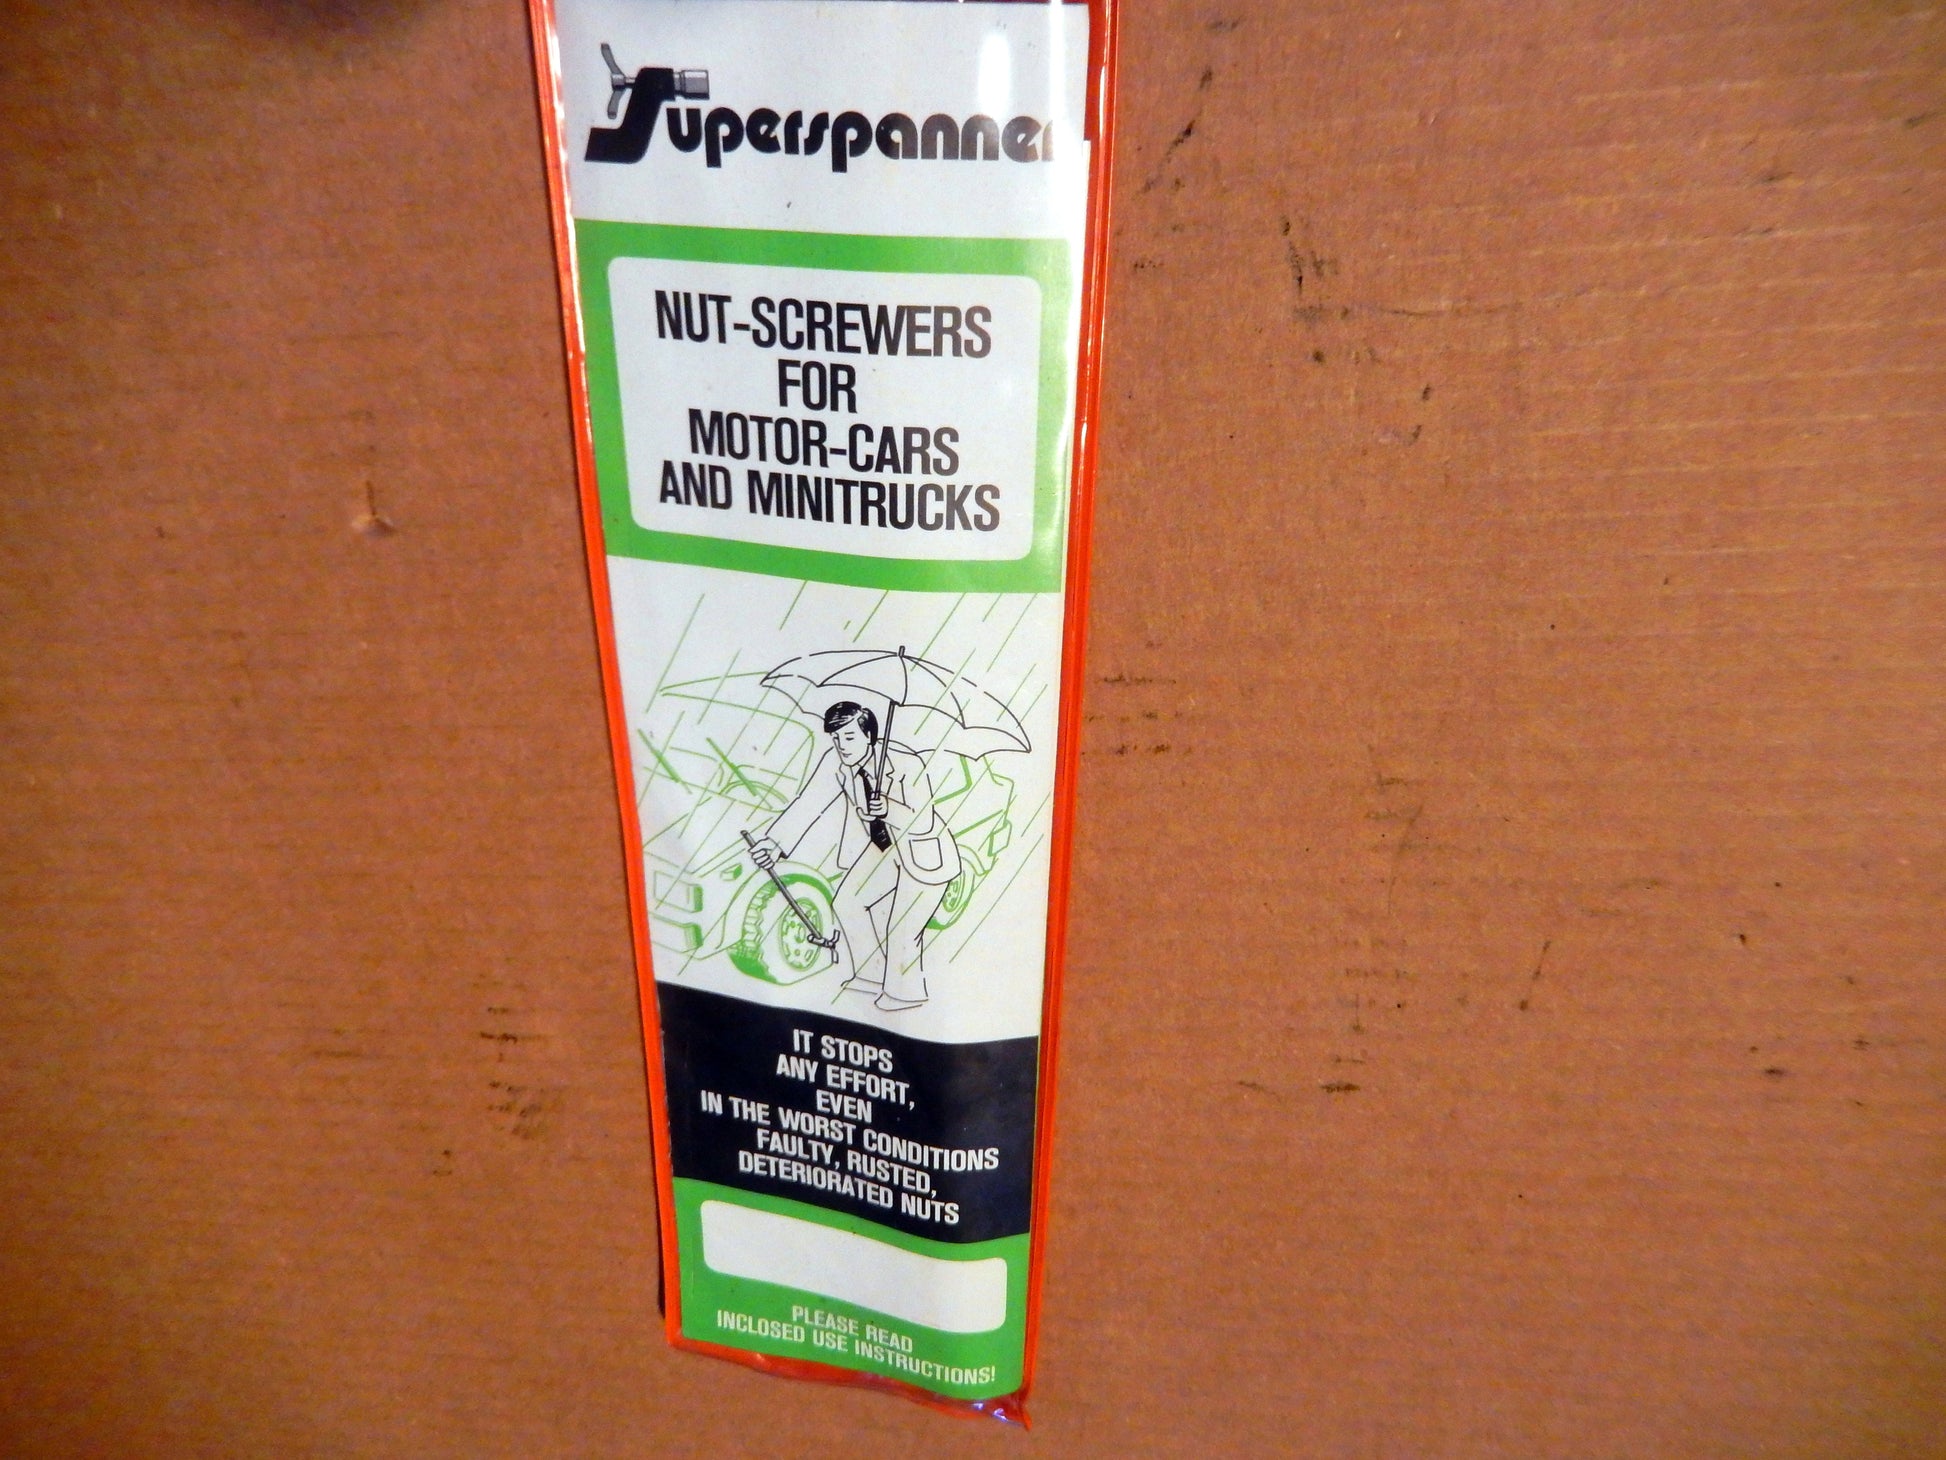 Superspanner
NUT-SCREWERS
FOR
MOTOR-CARS
AND MINITRUCKS
IT STOPS
ANY EFFORT,
EVEN
IN THE WORST CONDITIONS
FAULTY, RUSTED,
DETERIORATED NUTS
PLEASE READ
INCLOSED USE INSTRUCTIONS!